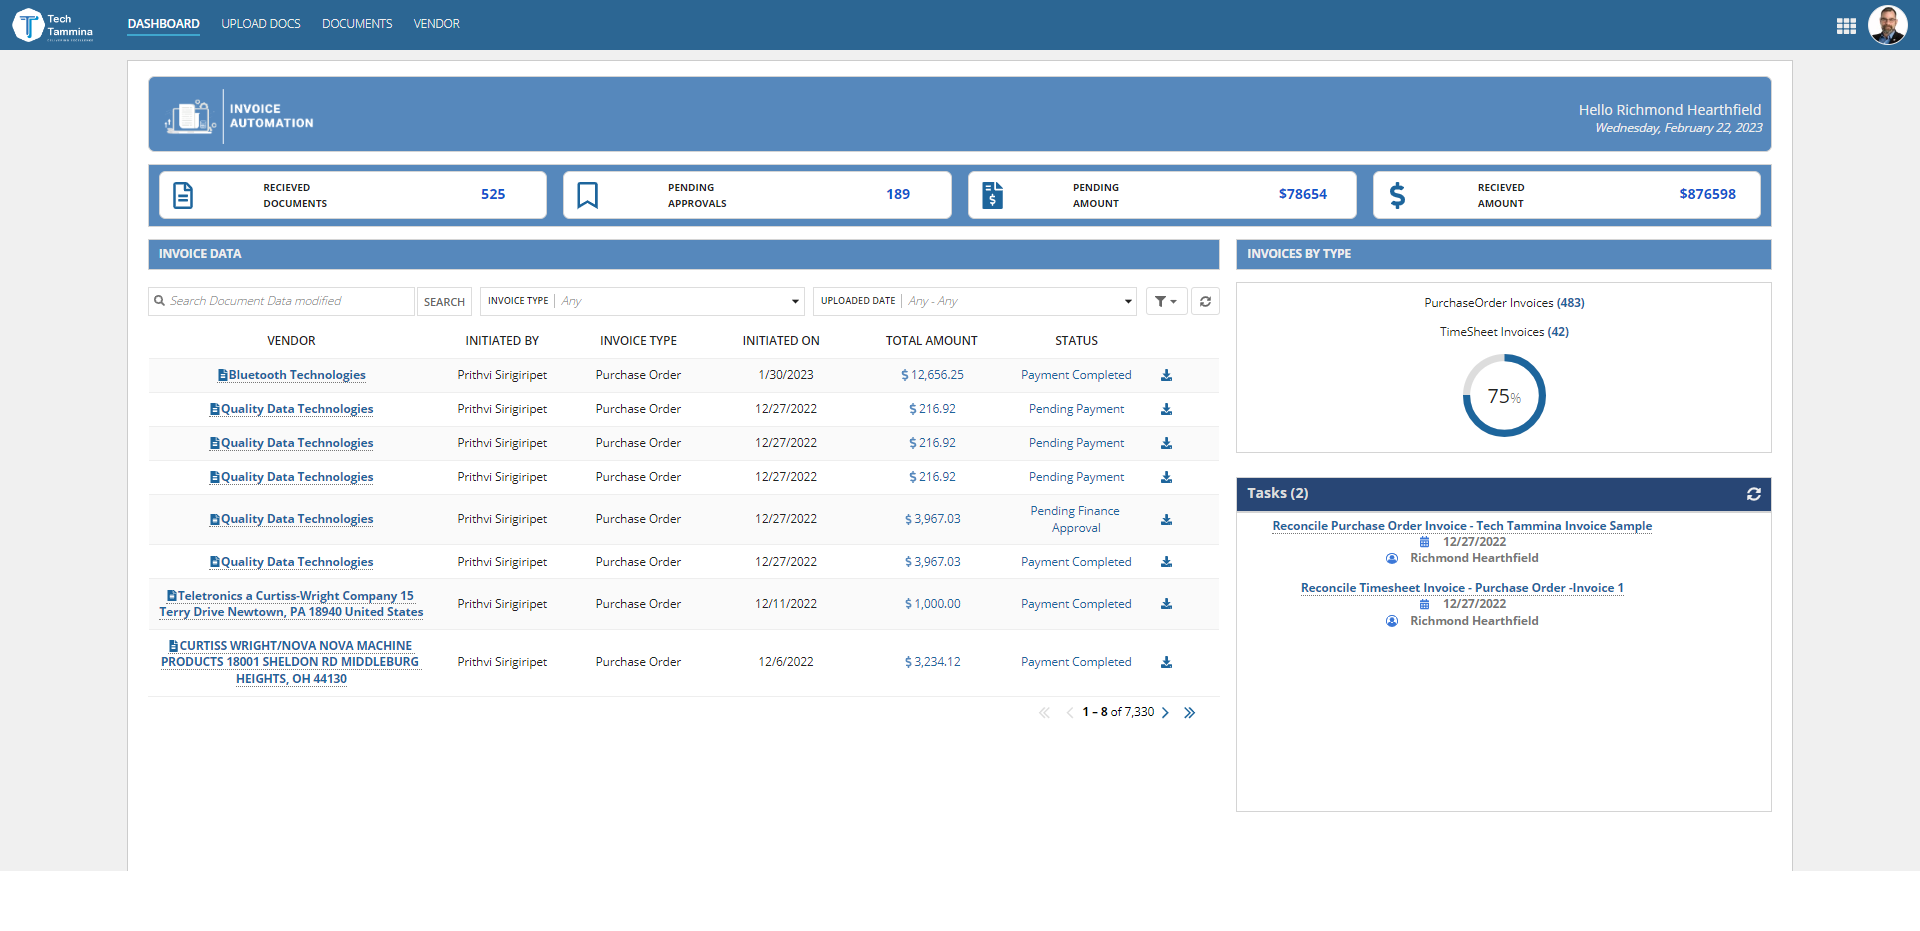 Tech
Tammina
DASHBOARD UPLOAD DOCS DOCUMENTS VENDOR
INVOICE
AUTOMATION
Hello Richmond Hearthfield
Wednesday, February 22, 2023
RECIEVED
DOCUMENTS
525
PENDING
APPROVALS
189
PENDING
AMOUNT
$78654
RECIEVED
AMOUNT
$876598
INVOICE DATA
Search Document Data modified SEARCH INVOICE TYPE Any UPLOADED DATE Any - Any
VENDOR INITIATED BY INVOICE TYPE INITIATED ON TOTAL AMOUNT STATUS
Bluetooth Technologies Prithvi Sirigiripet Purchase Order 1/30/2023 $ 12,656.25 Payment Completed
Quality Data Technologies Prithvi Sirigiripet Purchase Order 12/27/2022 $ 216.92 Pending Payment
Quality Data Technologies Prithvi Sirigiripet Purchase Order 12/27/2022 $ 216.92 Pending Payment
Quality Data Technologies Prithvi Sirigiripet Purchase Order 12/27/2022 $ 216.92 Pending Payment
Quality Data Technologies Prithvi Sirigiripet Purchase Order 12/27/2022 $ 3,967.03 Pending Finance
Approval
Quality Data Technologies Prithvi Sirigiripet Purchase Order 12/27/2022 $ 3,967.03 Payment Completed
Teletronics a Curtiss-Wright Company 15
Terry Drive Newtown, PA 18940 United States
Prithvi Sirigiripet Purchase Order 12/11/2022 $ 1,000.00 Payment Completed
CURTISS WRIGHT/NOVA NOVA MACHINE
PRODUCTS 18001 SHELDON RD MIDDLEBURG
HEIGHTS, OH 44130
Prithvi Sirigiripet Purchase Order 12/6/2022 $ 3,234.12 Payment Completed
1 – 8 of 7,330
INVOICES BY TYPE
PurchaseOrder Invoices (483)
TimeSheet Invoices (42)
75%
Tasks (2)
Reconcile Purchase Order Invoice - Tech Tammina Invoice Sample
12/27/2022
Richmond Hearthfield
Reconcile Timesheet Invoice - Purchase Order -Invoice 1
12/27/2022
Richmond Hearthfield